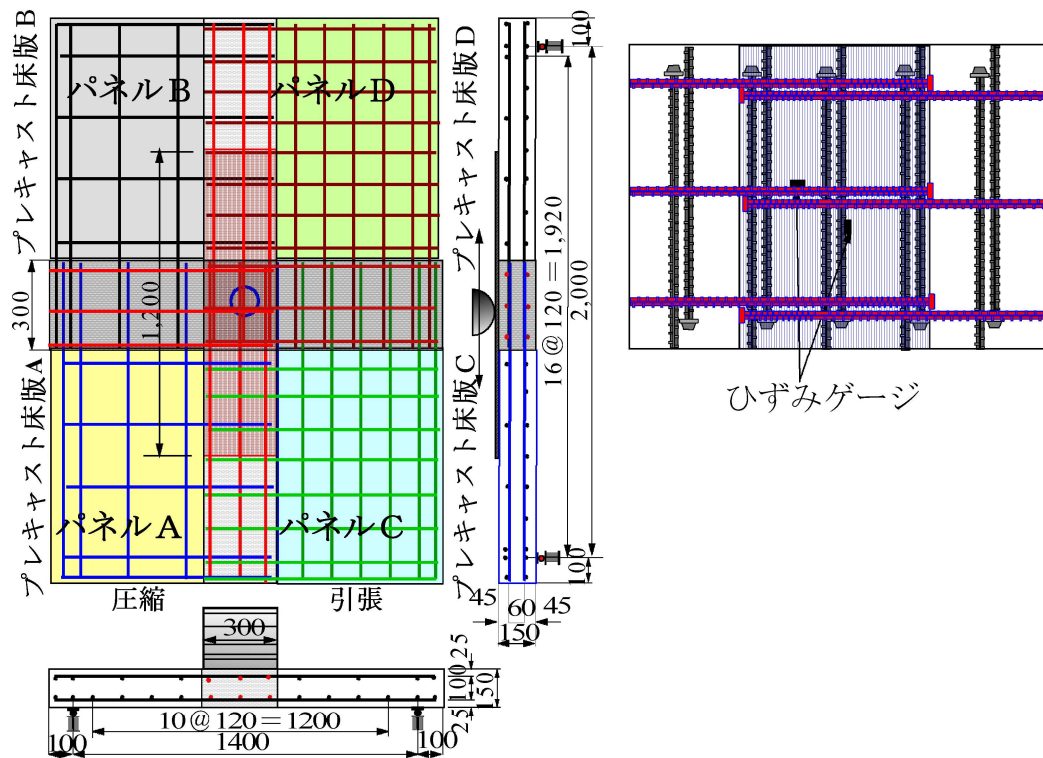 プレキャスト床版B
パネルB
パネルD
プレキャスト床版D
100
1,200
300
16@120=1,920
2,000
ひずみゲージ
プレキャスト床版A
パネルA
パネルC
プレキャスト床版C
100
圧縮
引張
45
60
45
150
300
25
100
150
25
10@120=1200
100
1400
100